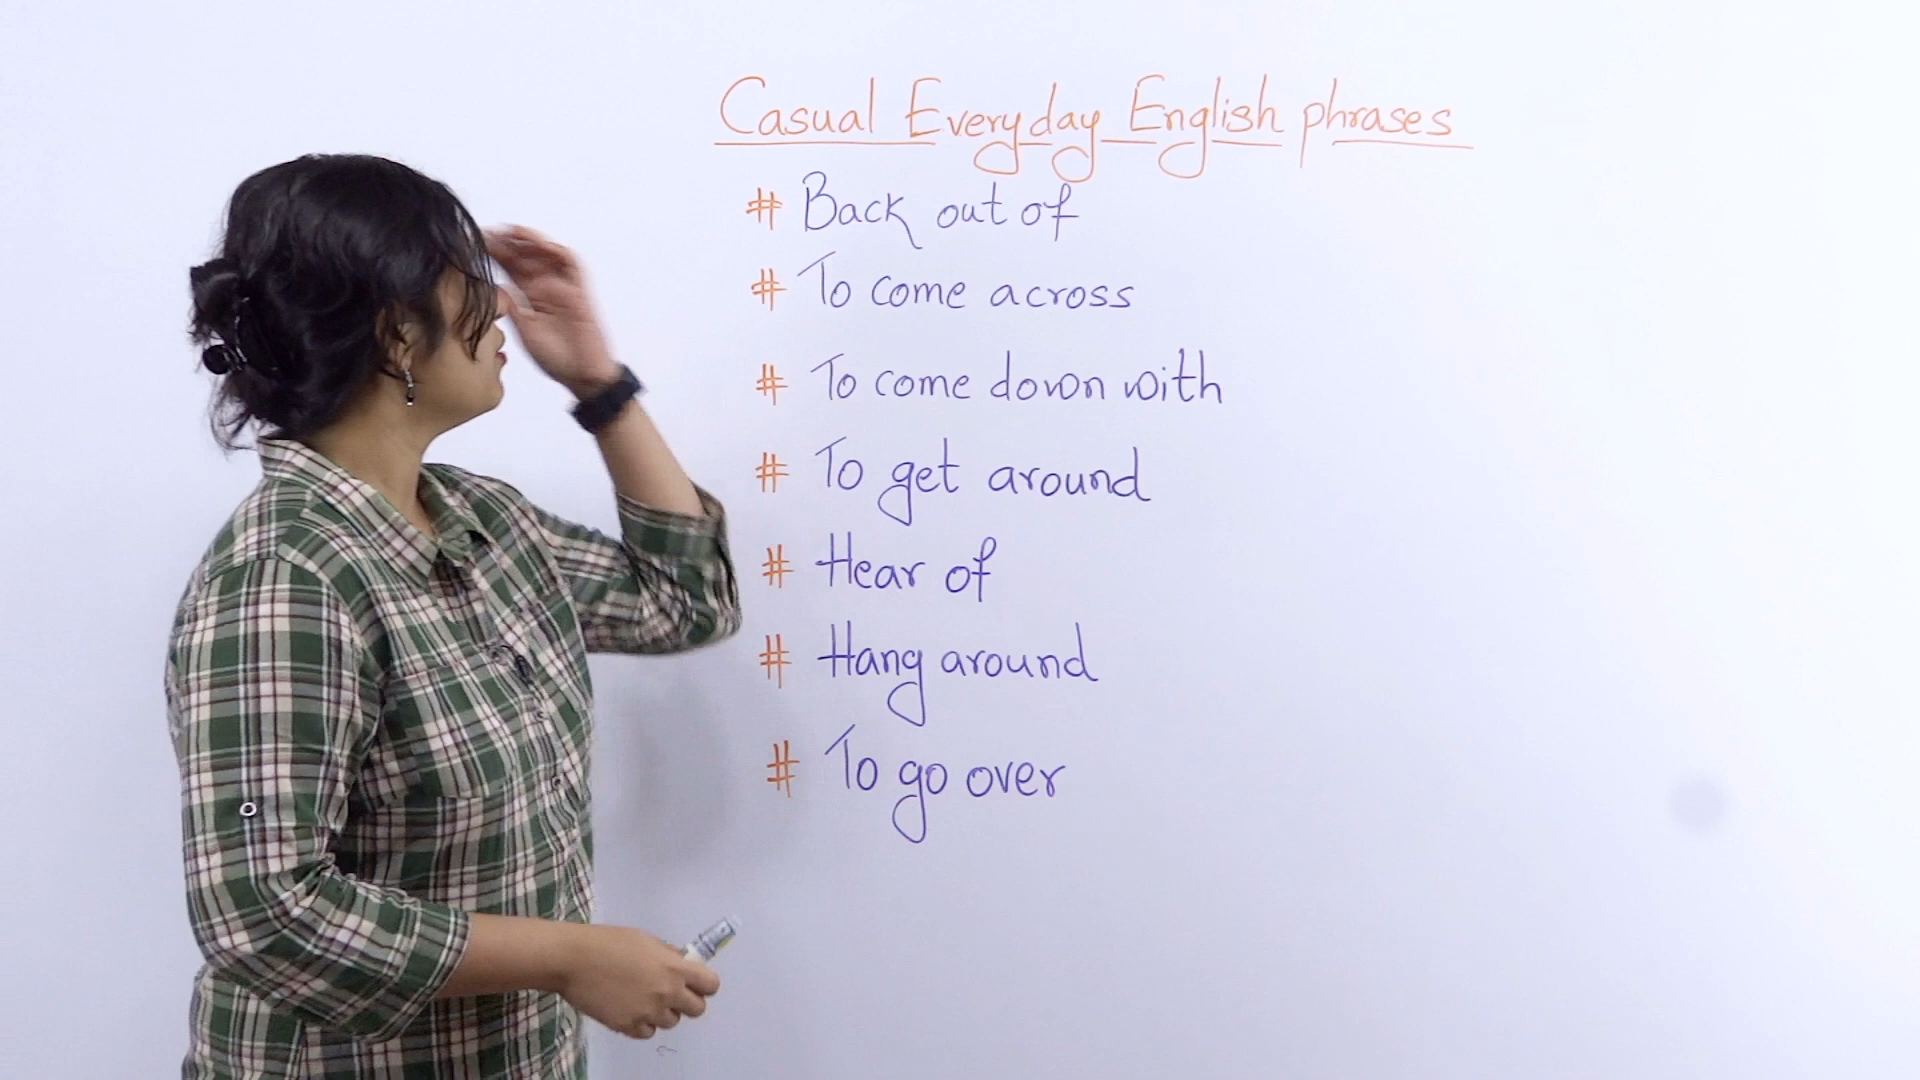 Casual Everyday English phrases
# Back out of
# To come across
# To come down with
# To get around
# Hear of
# Hang around
# To go over